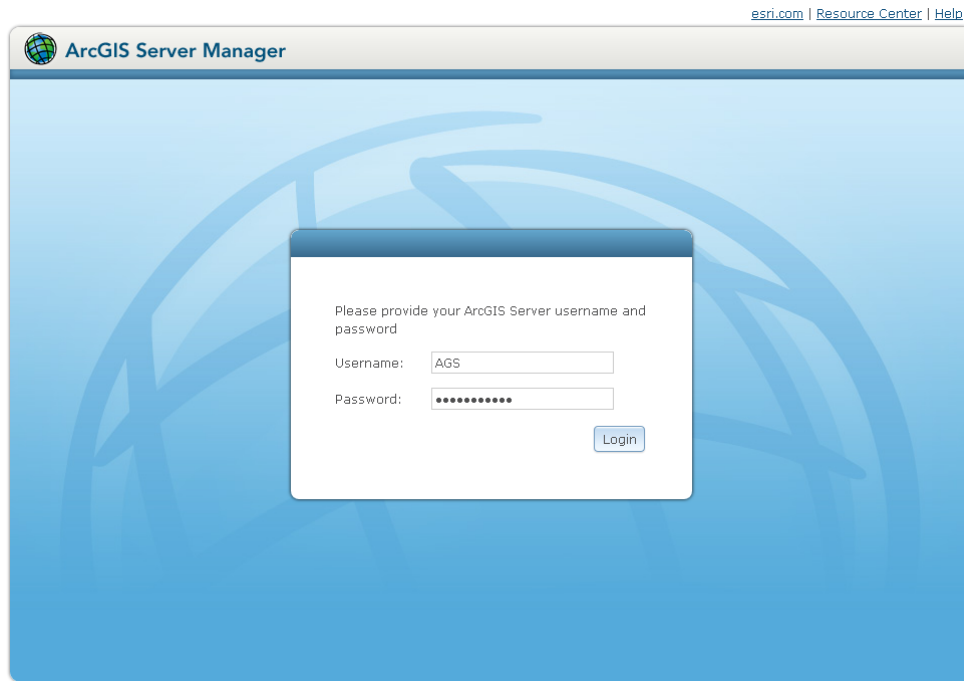 esri.com | Resource Center | Help
ArcGIS Server Manager
Please provide your ArcGIS Server username and
password
Username: AGS
Password: •••••••••••
Login